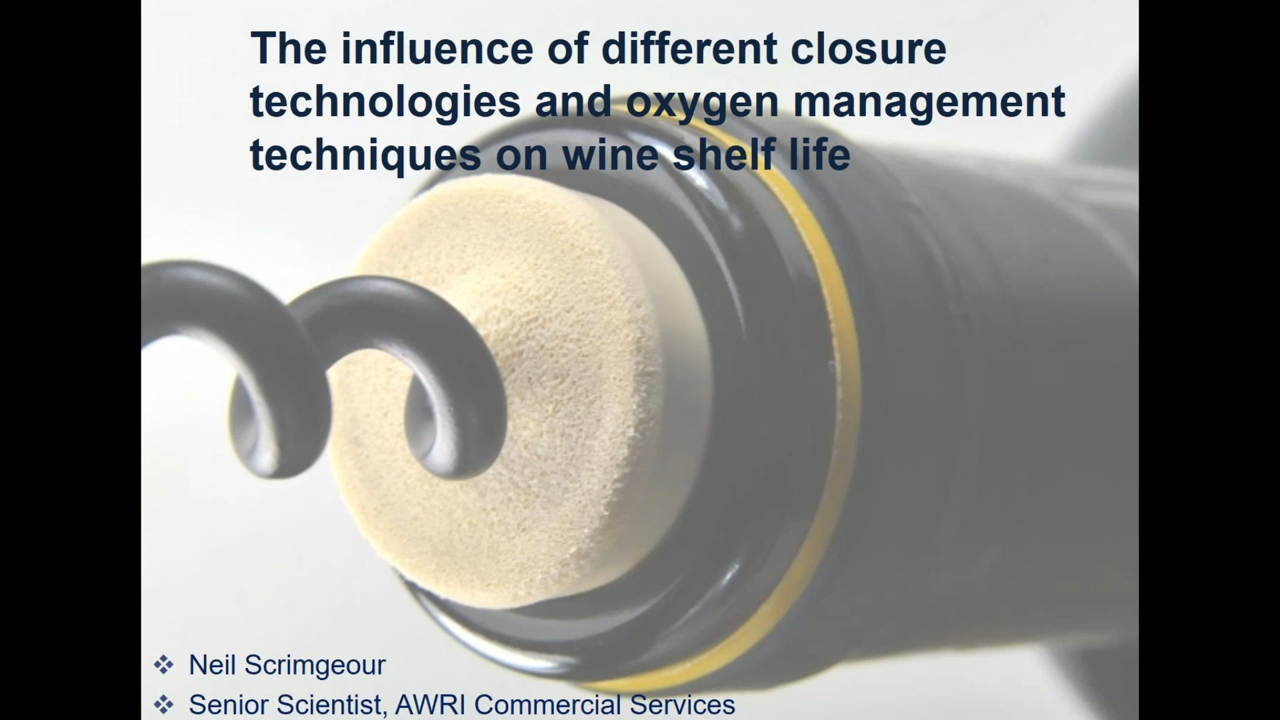 The influence of different closure
technologies and oxygen management
techniques on wine shelf life
❖ Neil Scrimgeour
❖ Senior Scientist, AWRI Commercial Services